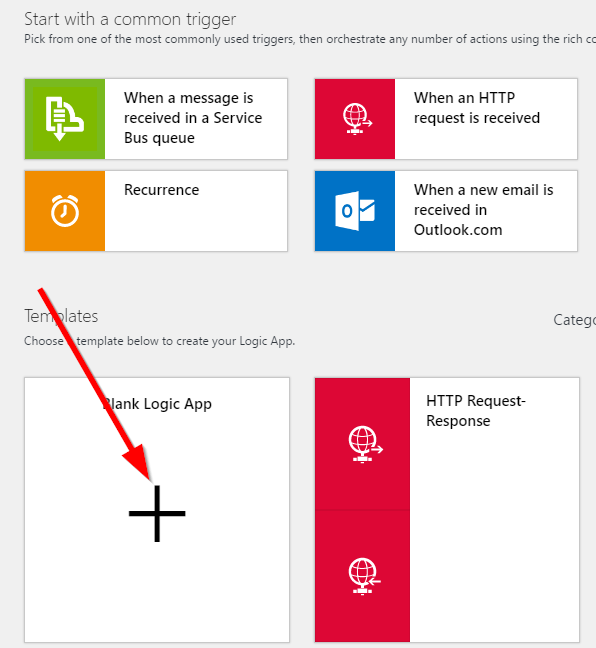 Start with a common trigger
Pick from one of the most commonly used triggers, then orchestrate any number of actions using the rich co
When a message is
received in a Service
Bus queue
When an HTTP
request is received
Recurrence
When a new email is
received in
Outlook.com
Templates
Catego
Choose a template below to create your Logic App.
Blank Logic App
HTTP Request-
Response